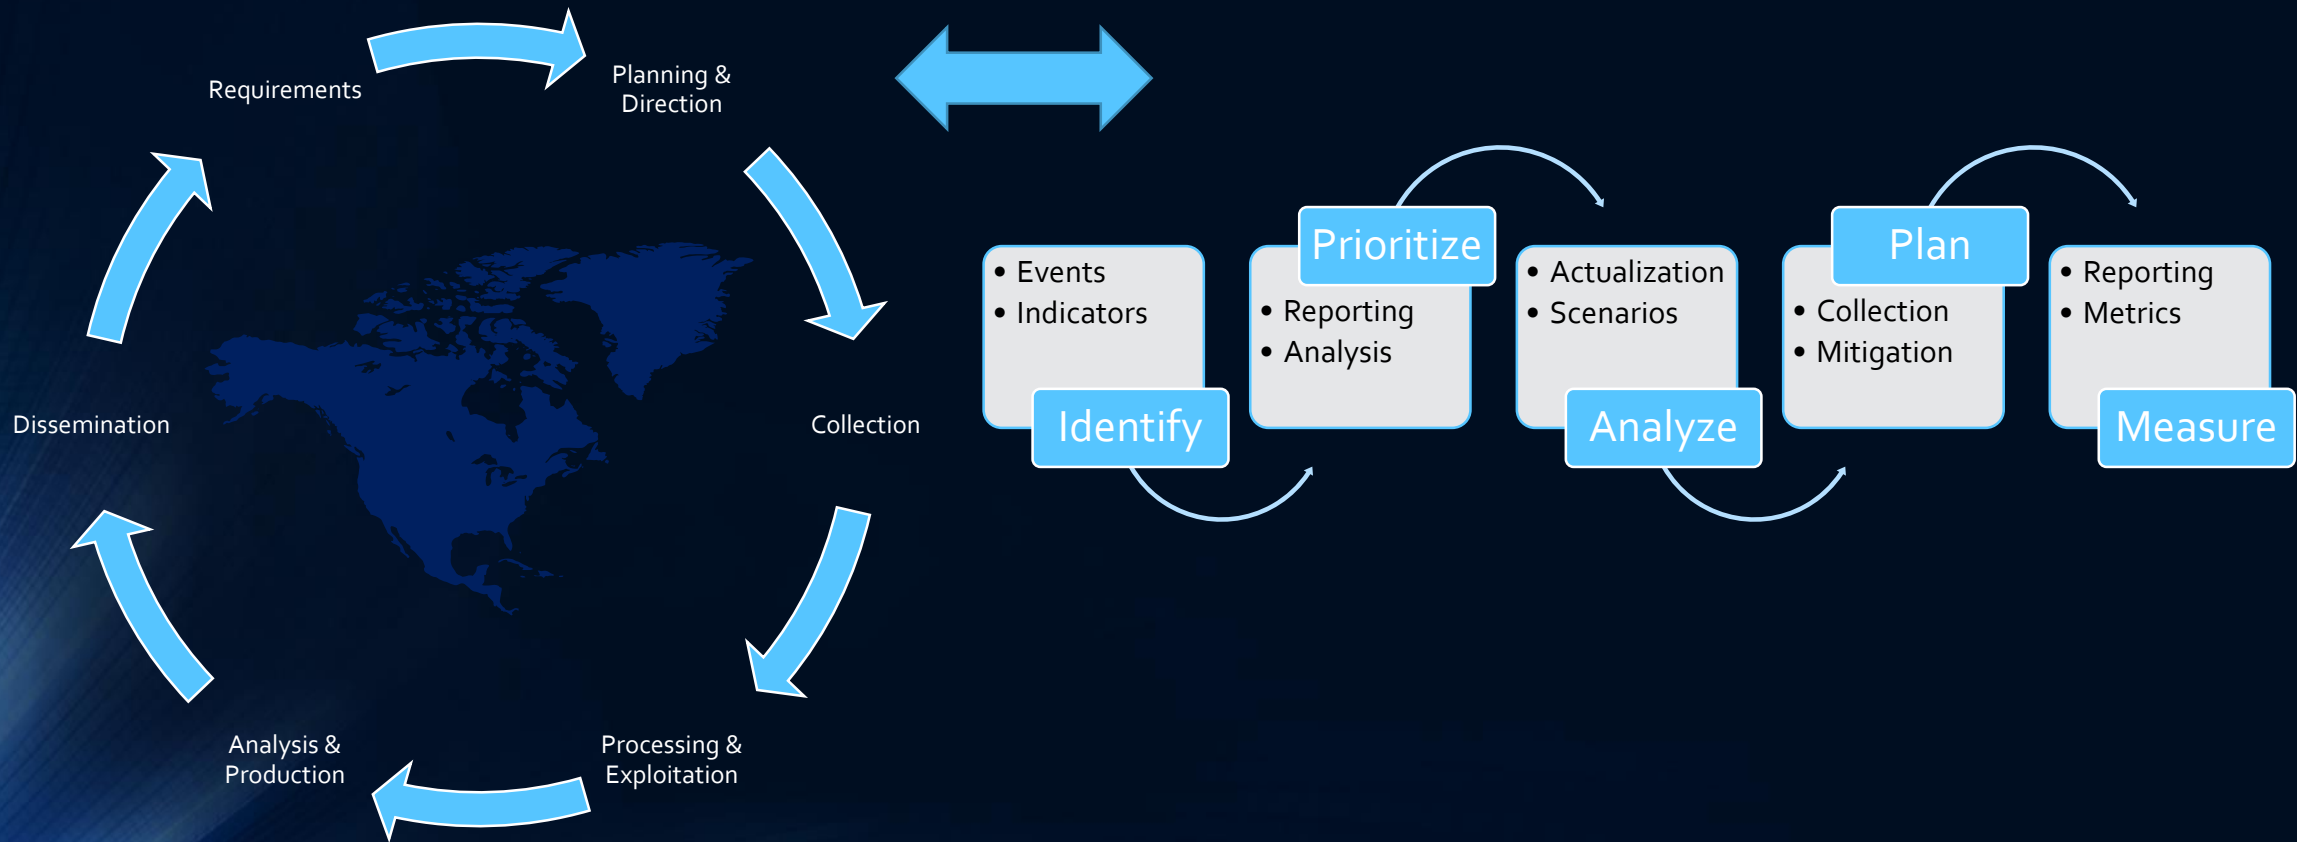 Requirements
Planning &
Direction
Collection
Processing &
Exploitation
Analysis &
Production
Dissemination
• Events
• Indicators
Identify
Prioritize
• Reporting
• Analysis
• Actualization
• Scenarios
Analyze
Plan
• Collection
• Mitigation
• Reporting
• Metrics
Measure